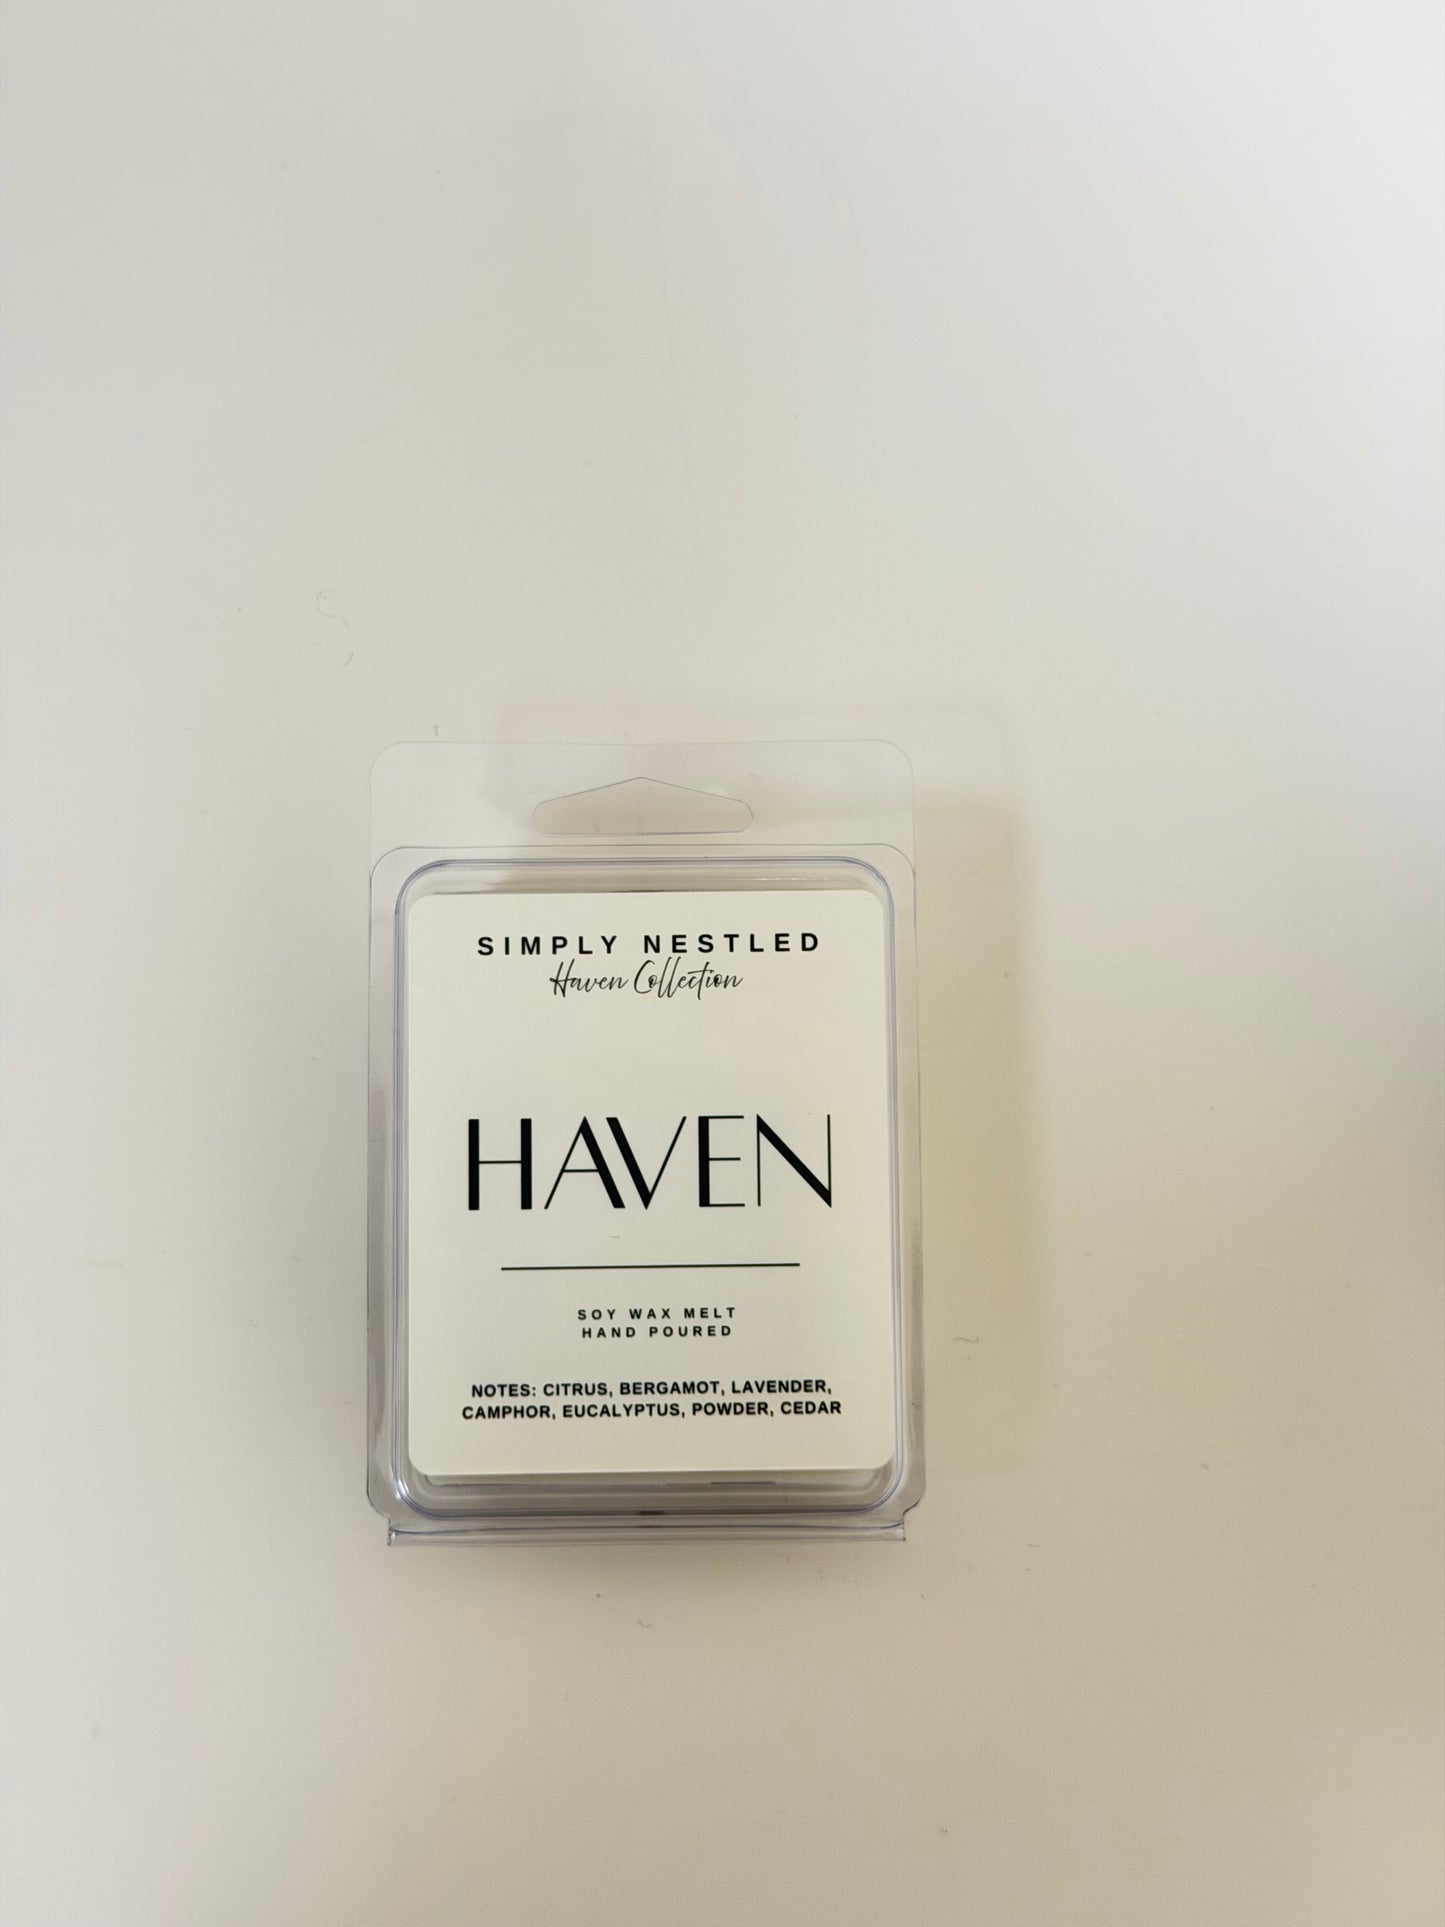 SIMPLY NESTLED
Haven Collection
HAVEN
SOY WAX MELT
HAND POURED
NOTES: CITRUS, BERGAMOT, LAVENDER,
CAMPHOR, EUCALYPTUS, POWDER, CEDAR